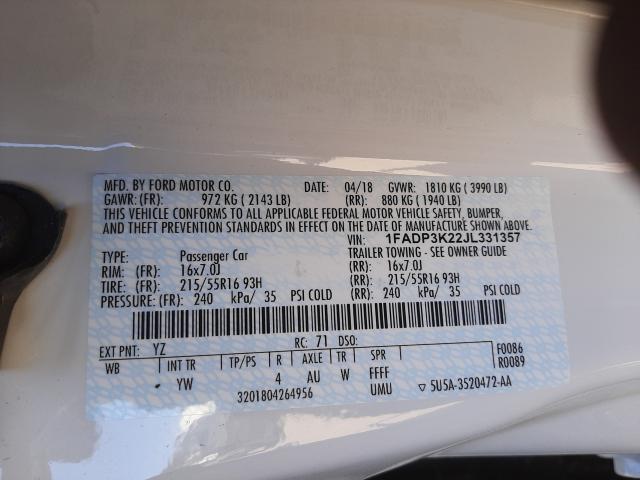 MFD. BY FORD MOTOR CO. DATE: 04/18 GVWR: 1810 KG ( 3990 LB)
GAWR: (FR): 972 KG ( 2143 LB) (RR): 880 KG ( 1940 LB)
THIS VEHICLE CONFORMS TO ALL APPLICABLE FEDERAL MOTOR VEHICLE SAFETY, BUMPER,
AND THEFT PREVENTION STANDARDS IN EFFECT ON THE DATE OF MANUFACTURE SHOWN ABOVE.
VIN: 1FADP3K22JL331357
TYPE: Passenger Car TRAILER TOWING - SEE OWNER GUIDE
RIM: (FR): 16x7.0J (RR): 16x7.0J
TIRE: (FR): 215/55R16 93H (RR): 215/55R16 93H
PRESSURE: (FR): 240 kPa/ 35 PSI COLD (RR): 240 kPa/ 35 PSI COLD
EXT PNT: YZ RC: 71 DSO: F0086
WB INT TR TP/PS R AXLE TR SPR R0089
YW 4 AU W FFFF
3201804264956 UMU ▽ 5U5A-3520472-AA